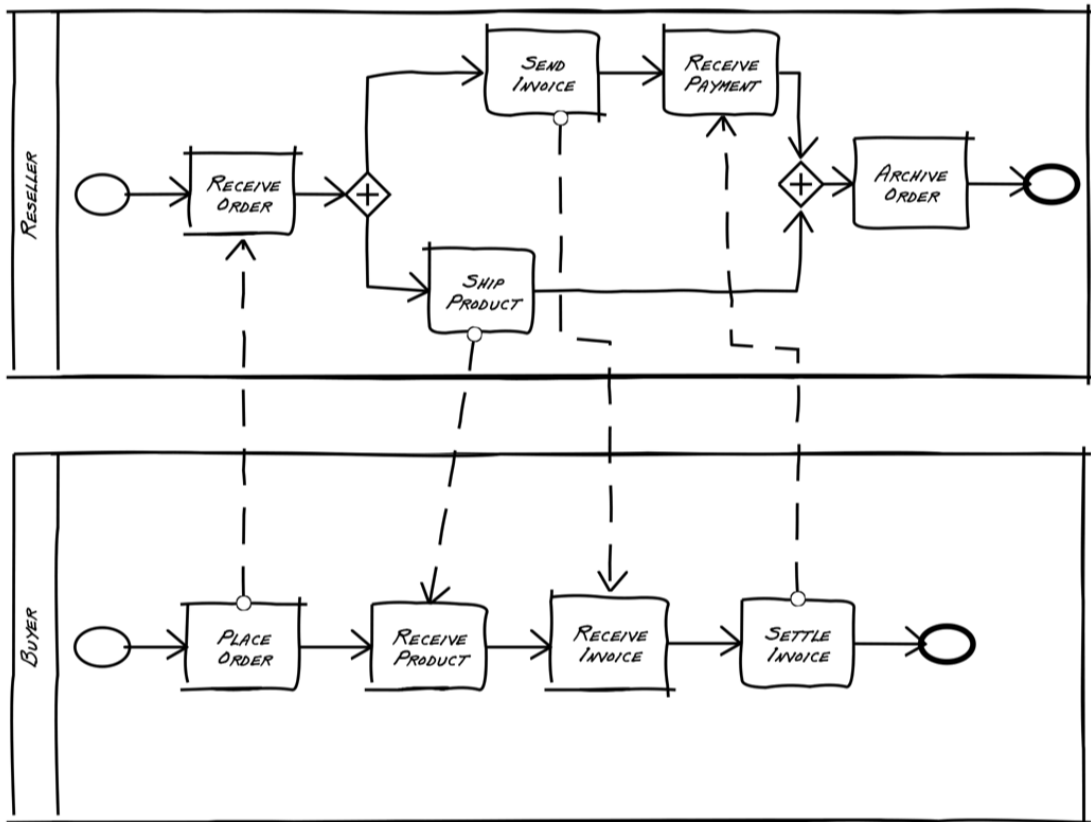 RESELLER
RECEIVE
ORDER
SEND
INVOICE
RECEIVE
PAYMENT
SHIP
PRODUCT
ARCHIVE
ORDER
BUYER
PLACE
ORDER
RECEIVE
PRODUCT
RECEIVE
INVOICE
SETTLE
INVOICE